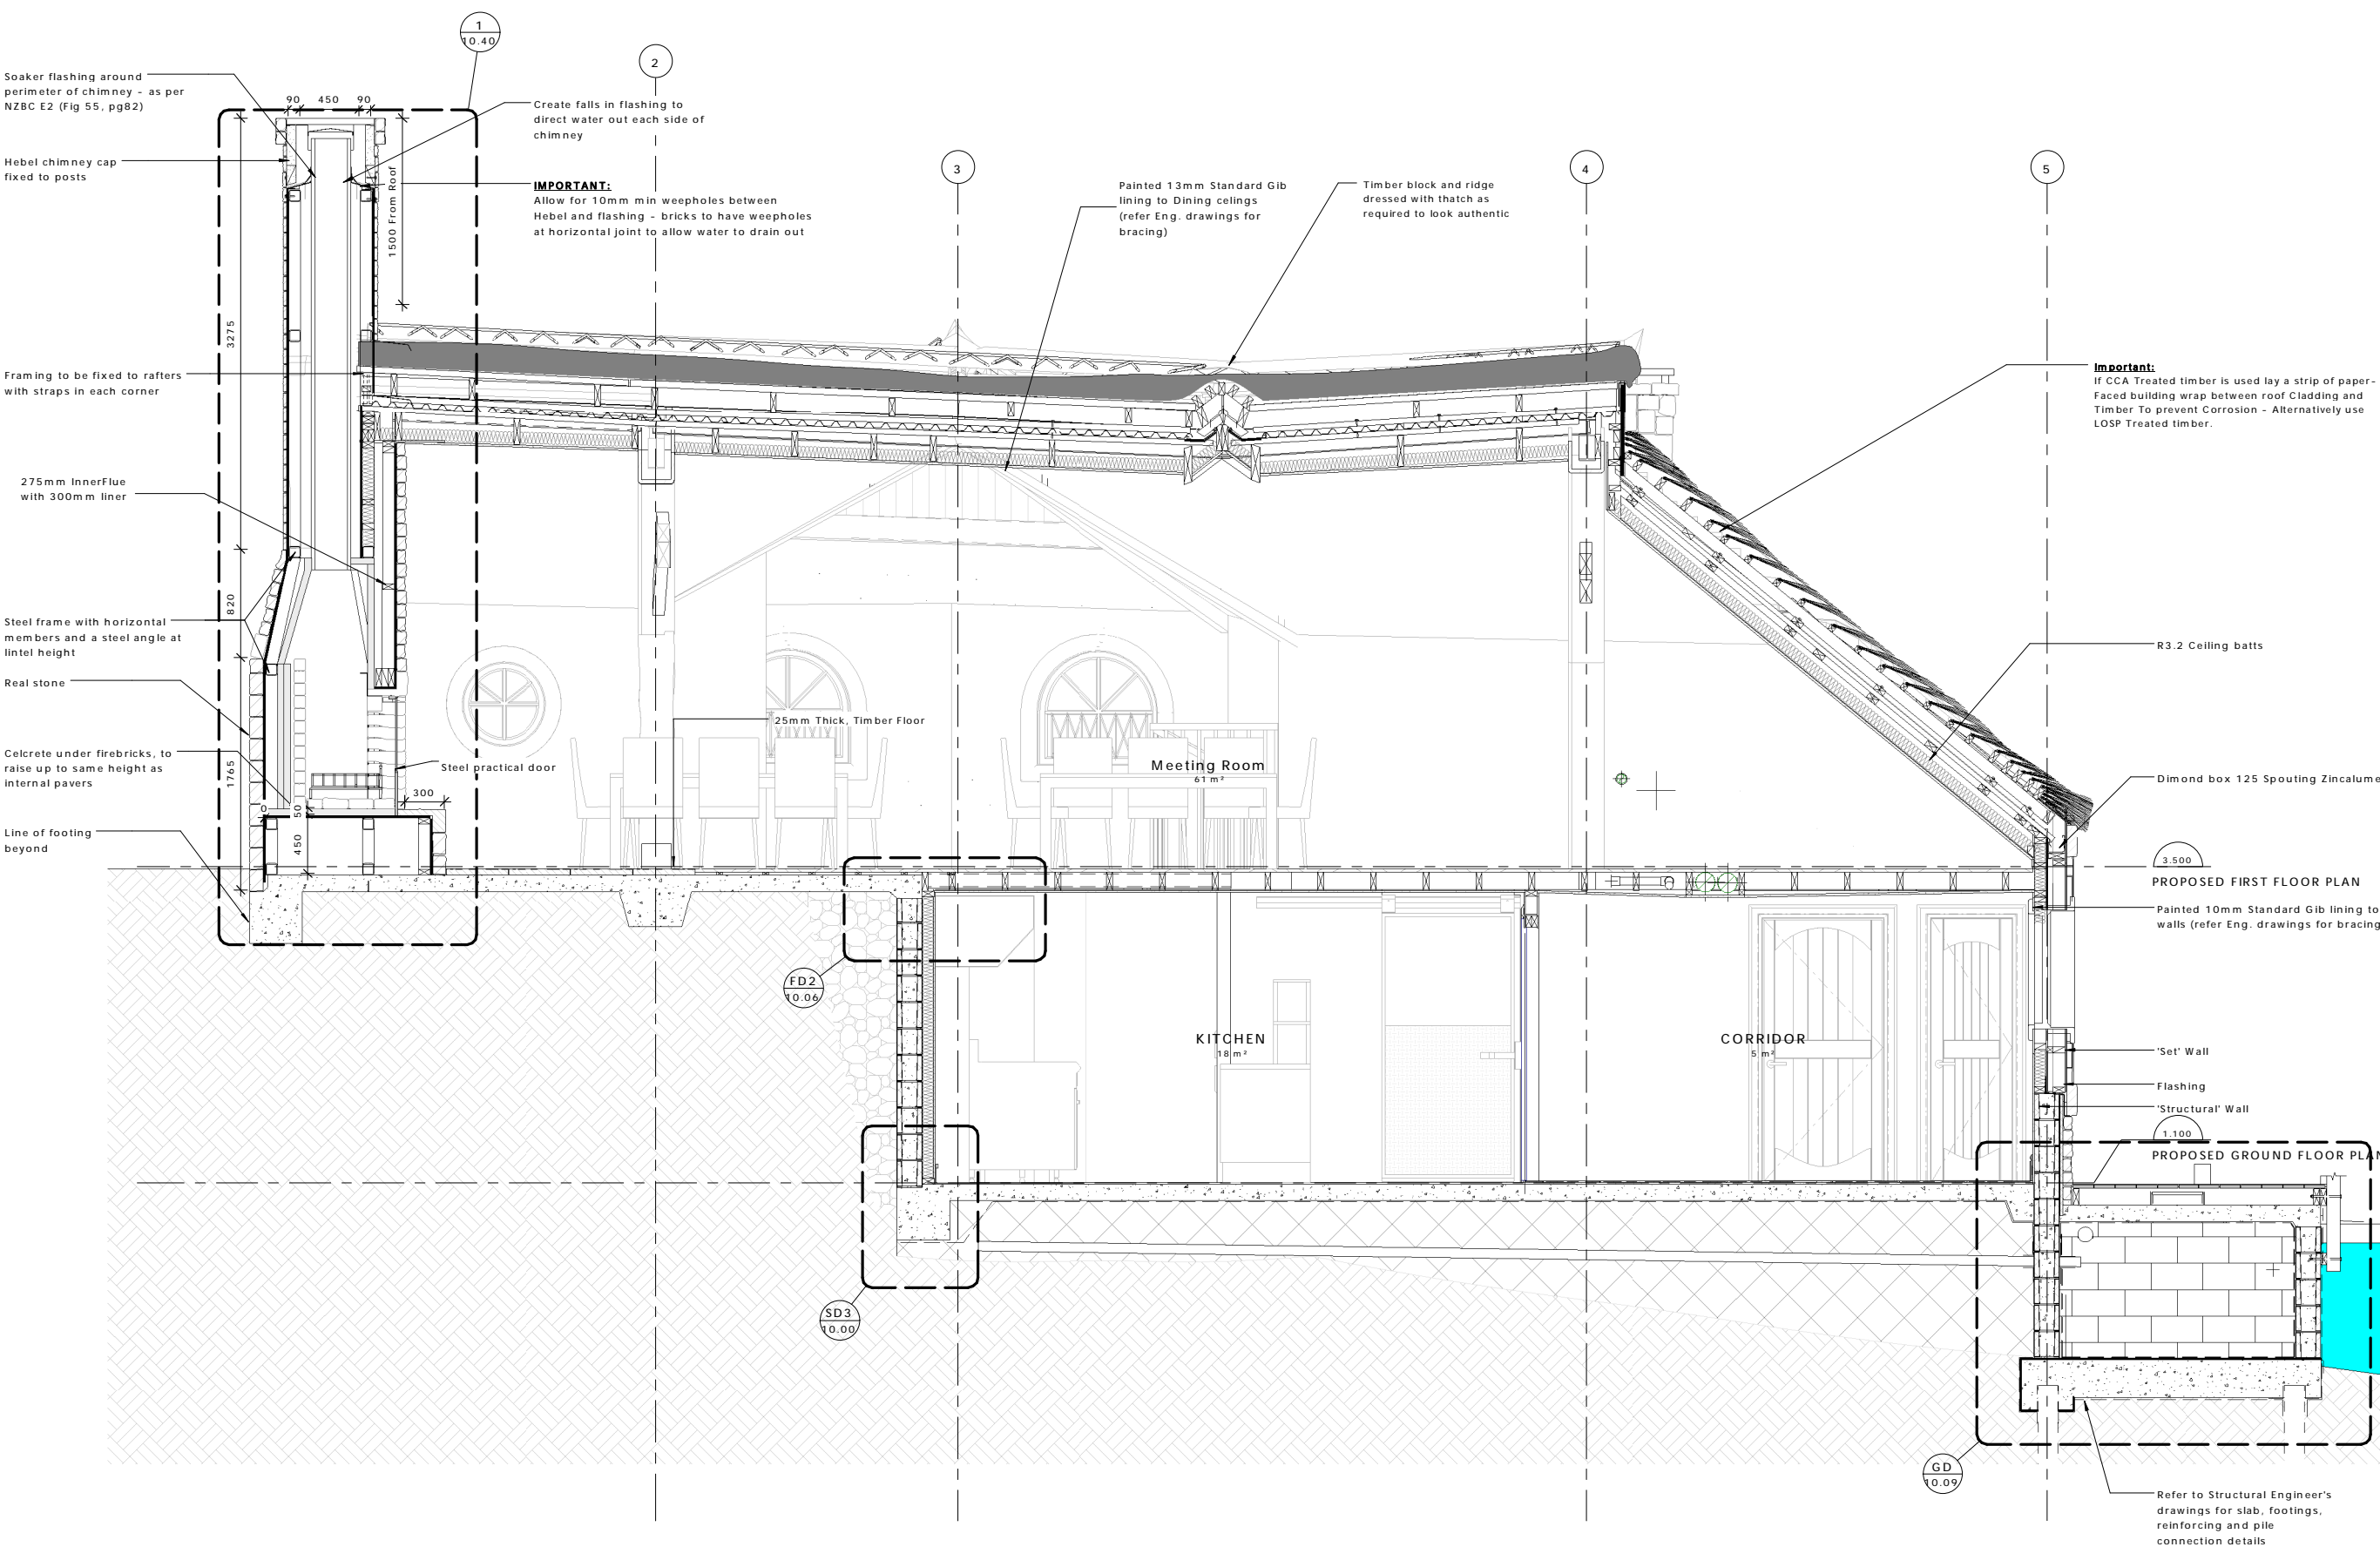 1
10.40
2
3
4
5
Soaker flashing around
perimeter of chimney - as per
NZBC E2 (Fig 55, pg82)
90 450 90
Create falls in flashing to
direct water out each side of
chimney
Hebel chimney cap
fixed to posts
IMPORTANT:
Allow for 10mm min weepholes between
Hebel and flashing - bricks to have weepholes
at horizontal joint to allow water to drain out
1500 From Roof
Painted 13mm Standard Gib
lining to Dining celings
(refer Eng. drawings for
bracing)
Timber block and ridge
dressed with thatch as
required to look authentic
3275
Framing to be fixed to rafters
with straps in each corner
Important:
If CCA Treated timber is used lay a strip of paper-
Faced building wrap between roof Cladding and
Timber To prevent Corrosion - Alternatively use
LOSP Treated timber.
275mm InnerFlue
with 300mm liner
820
Steel frame with horizontal
members and a steel angle at
lintel height
Real stone
R3.2 Ceiling batts
25mm Thick, Timber Floor
Celcrete under firebricks, to
raise up to same height as
internal pavers
1765
Steel practical door
Meeting Room
61 m²
Dimond box 125 Spouting Zincalume
300
0
50
450
Line of footing
beyond
3.500
PROPOSED FIRST FLOOR PLAN
Painted 10mm Standard Gib lining to
walls (refer Eng. drawings for bracing
FD2
10.06
KITCHEN
18 m²
CORRIDOR
5 m²
'Set' Wall
Flashing
'Structural' Wall
1.100
PROPOSED GROUND FLOOR PLAN
SD3
10.00
GD
10.09
Refer to Structural Engineer's
drawings for slab, footings,
reinforcing and pile
connection details